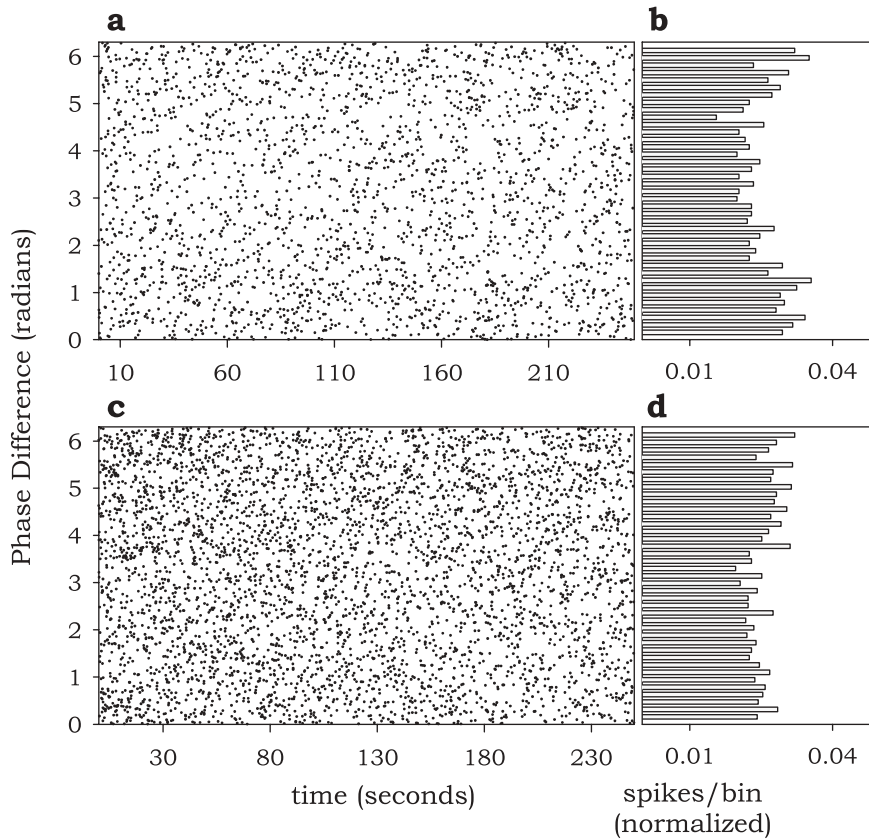 a
b
6
5
4
3
2
1
0
10 60 110 160 210
0.01 0.04
c
d
6
5
4
3
2
1
0
30 80 130 180 230
0.01 0.04
Phase Difference (radians)
time (seconds)
spikes/bin
(normalized)